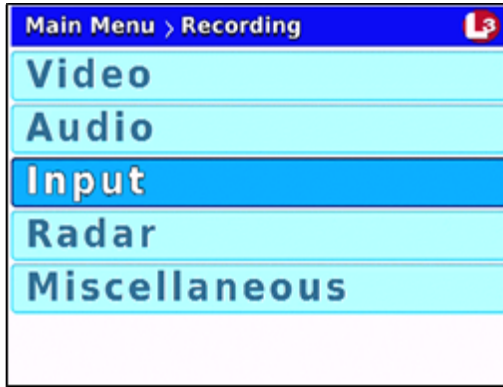 Main Menu > Recording
L3
Video
Audio
Input
Radar
Miscellaneous